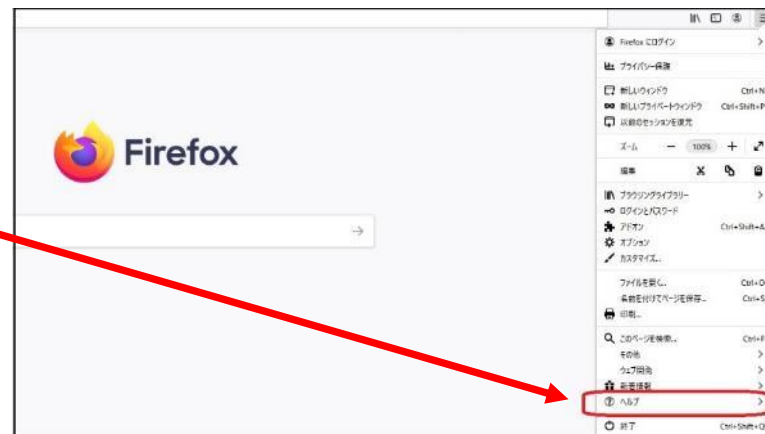 Firefox
Firefox にログイン
プライバシー保護
新しいウィンドウ Ctrl+N
新しいプライベートウィンドウ Ctrl+Shift+P
以前のセッションを復元
ズーム 100%
編集
ブラウジングライブラリー
ログインとパスワード
アドオン Ctrl+Shift+A
オプション
カスタマイズ...
ファイルを開く... Ctrl+O
名前を付けてページを保存... Ctrl+S
印刷...
このページを検索... Ctrl+F
その他
ウェブ開発
新着情報
ヘルプ
終了 Ctrl+Shift+Q